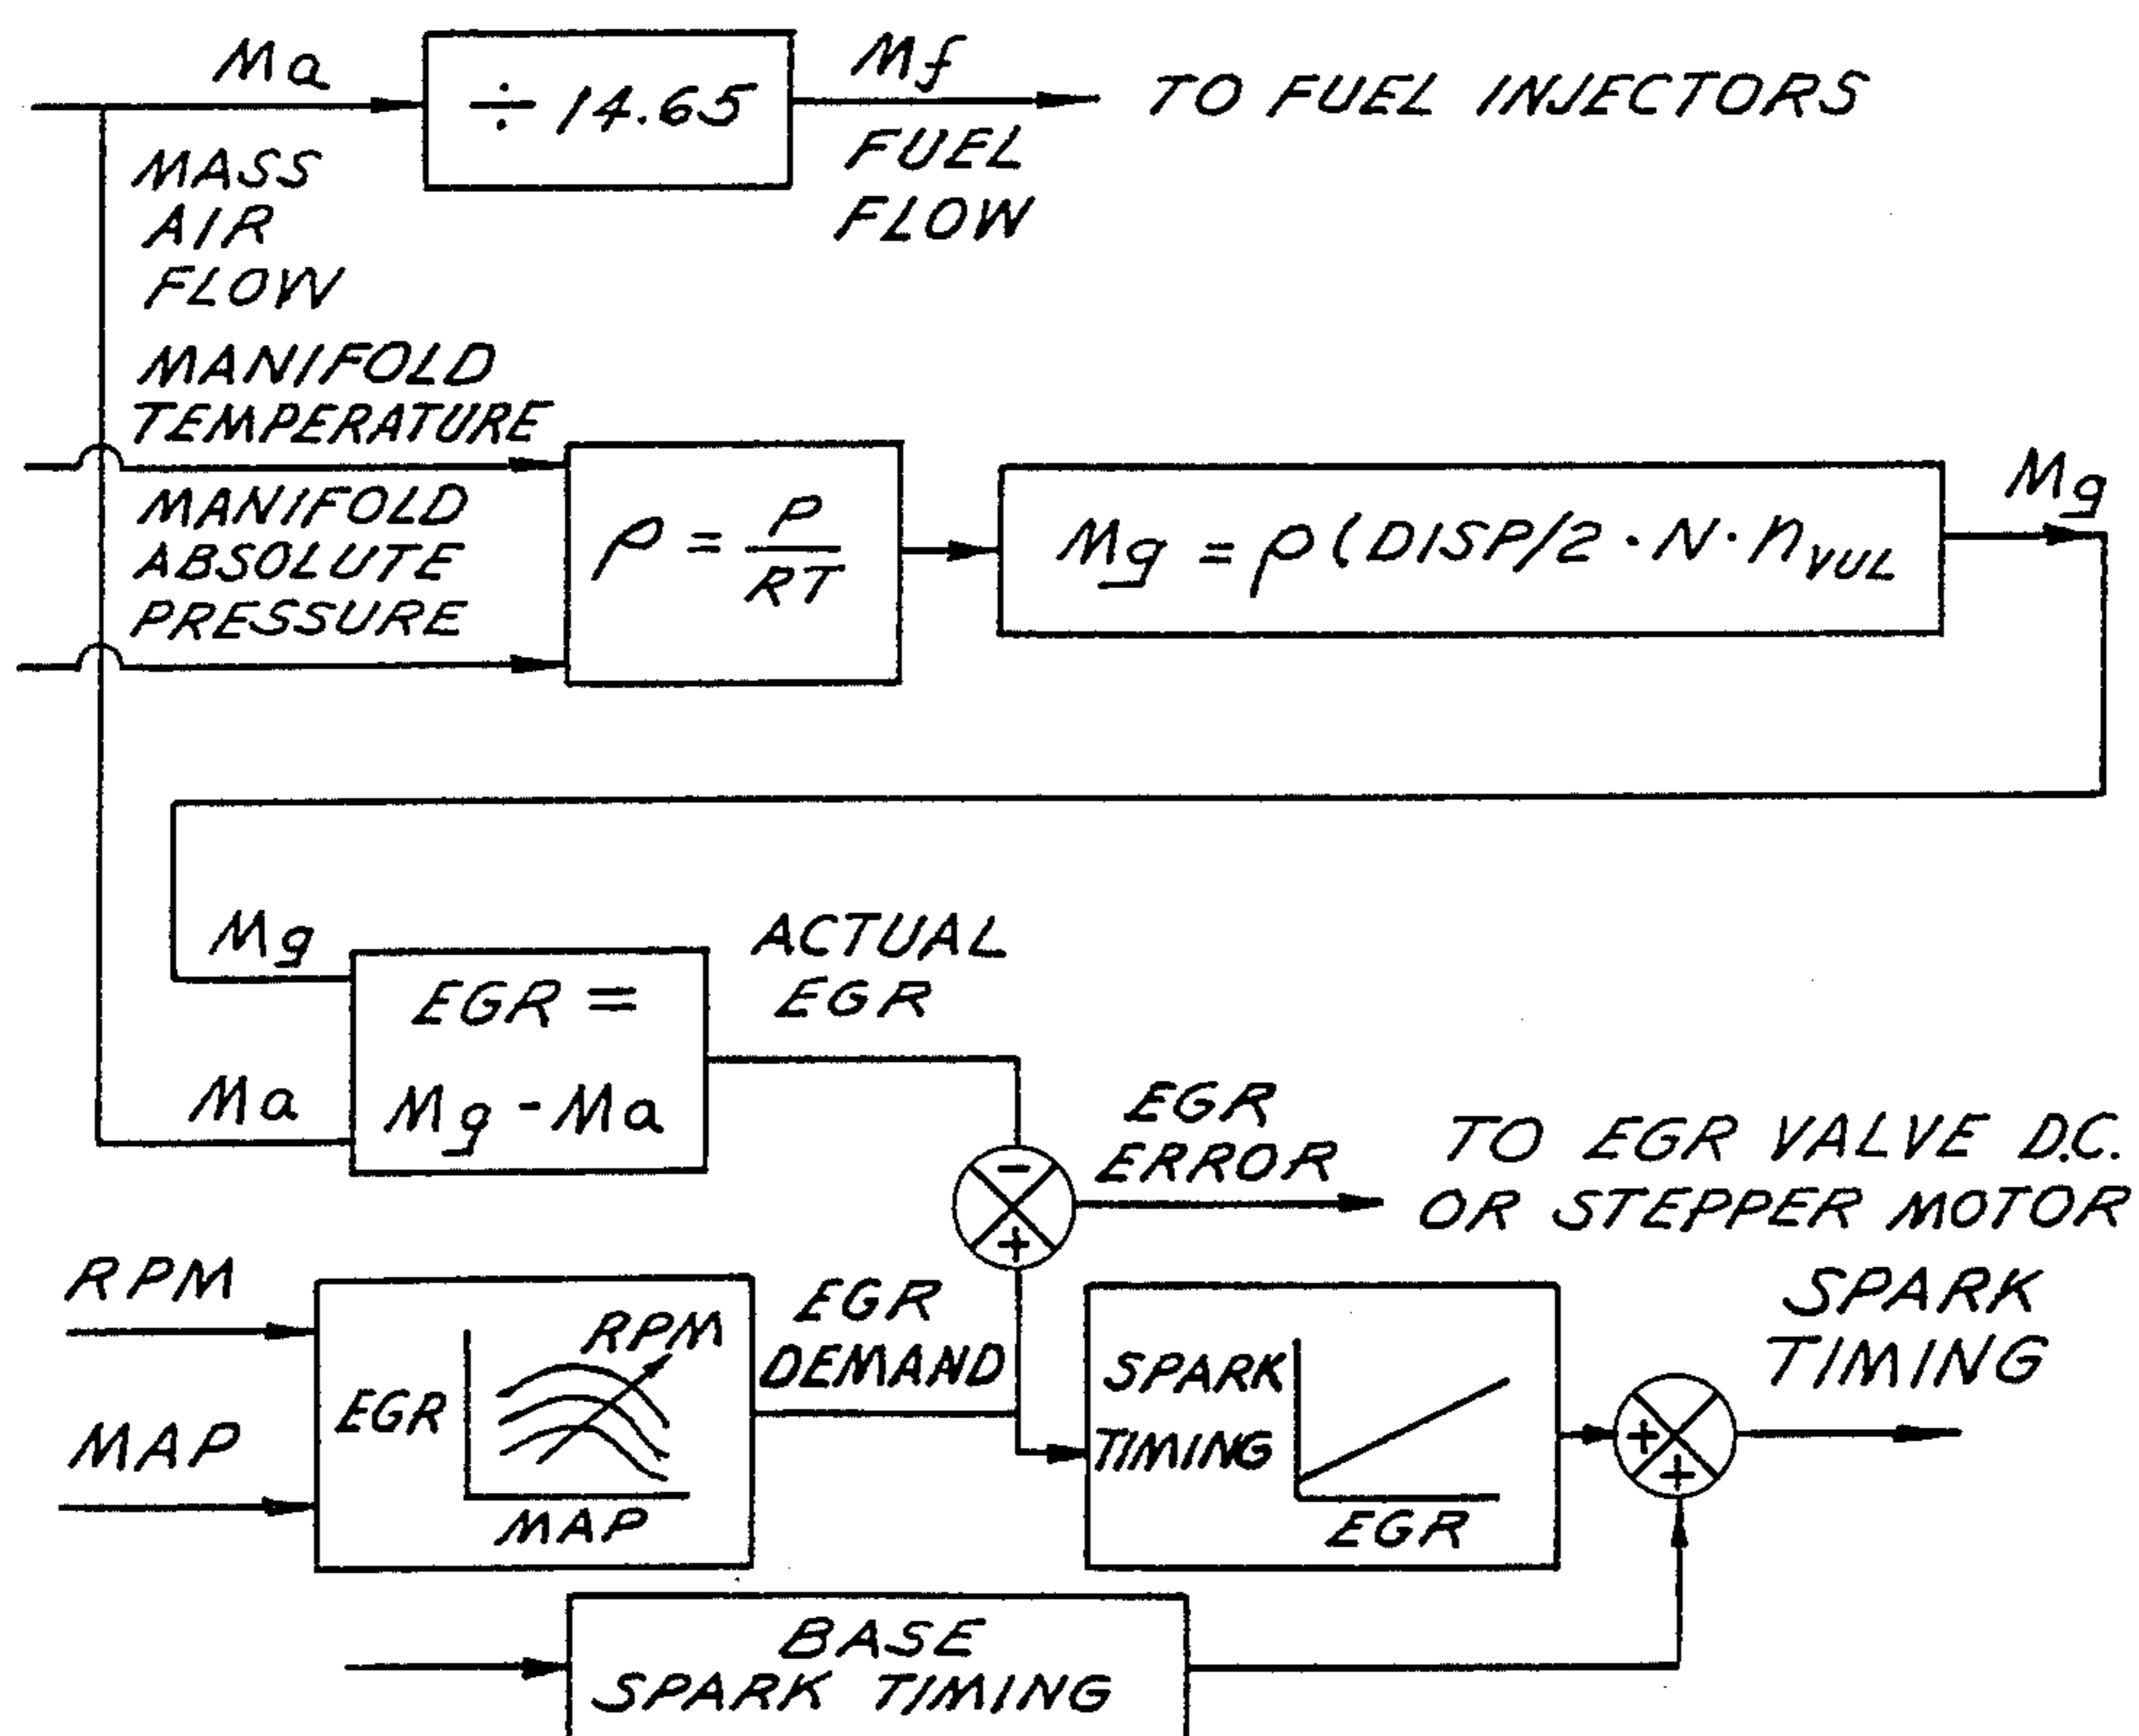 Ma
÷ 14.65
Mf
TO FUEL INJECTORS
FUEL
FLOW
MASS
AIR
FLOW
MANIFOLD
TEMPERATURE
MANIFOLD
ABSOLUTE
PRESSURE
ρ = P/RT
Mg = ρ(DISP/2 · N · nVUL
Mg
Mg
Ma
EGR =
Mg - Ma
ACTUAL
EGR
−
+
EGR
ERROR
TO EGR VALVE D.C.
OR STEPPER MOTOR
RPM
MAP
EGR
RPM
MAP
EGR
DEMAND
SPARK
TIMING
EGR
+
+
SPARK
TIMING
BASE
SPARK TIMING